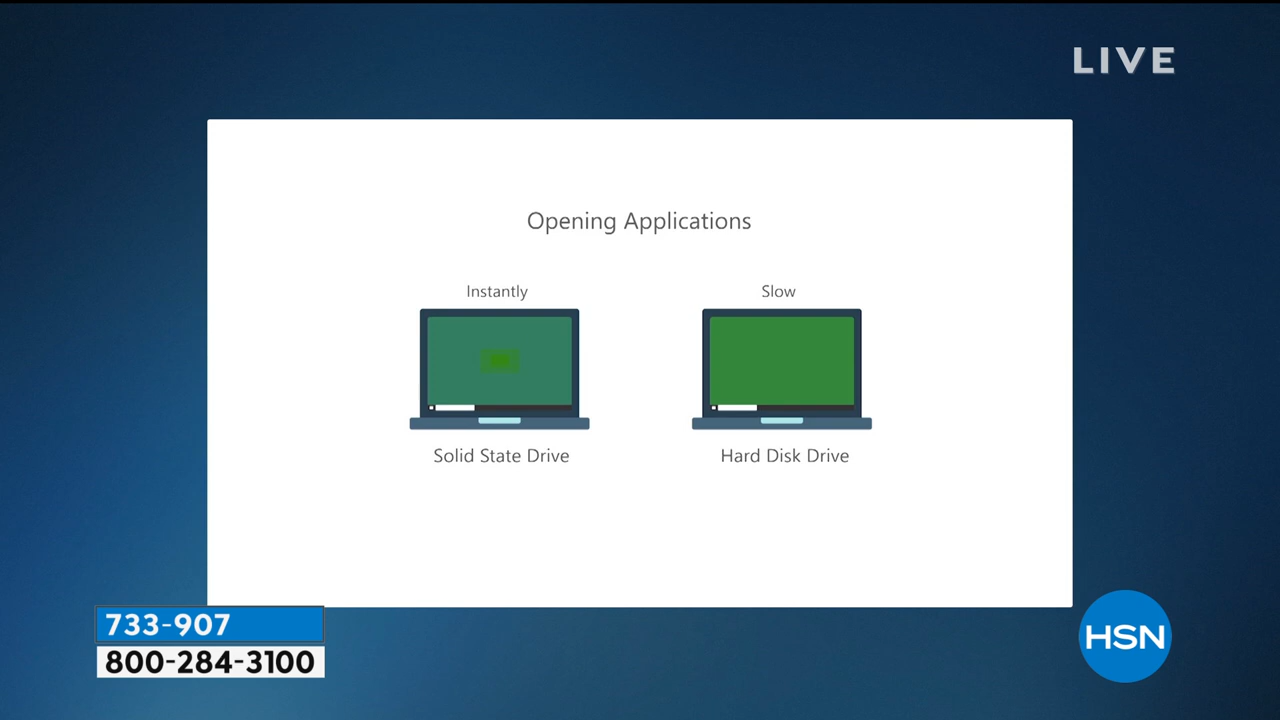 LIVE
Opening Applications
Instantly
Slow
Solid State Drive
Hard Disk Drive
733-907
800-284-3100
HSN